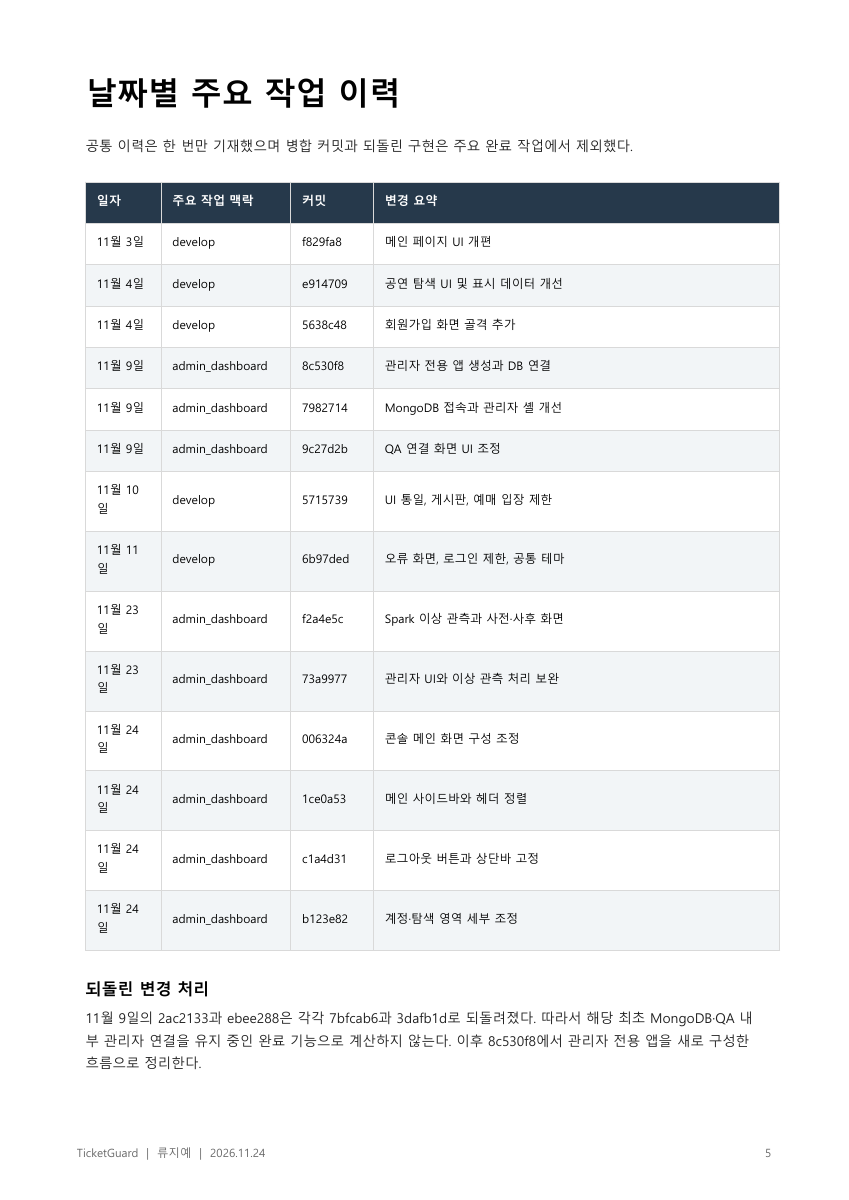 날짜별 주요 작업 이력
공통 이력은 한 번만 기재했으며 병합 커밋과 되돌린 구현은 주요 완료 작업에서 제외했다.
일자 주요 작업 맥락 커밋 변경 요약
11월 3일 develop f829fa8 메인 페이지 UI 개편
11월 4일 develop e914709 공연 탐색 UI 및 표시 데이터 개선
11월 4일 develop 5638c48 회원가입 화면 골격 추가
11월 9일 admin_dashboard 8c530f8 관리자 전용 앱 생성과 DB 연결
11월 9일 admin_dashboard 7982714 MongoDB 접속과 관리자 셸 개선
11월 9일 admin_dashboard 9c27d2b QA 연결 화면 UI 조정
11월 10
일 develop 5715739 UI 통일, 게시판, 예매 입장 제한
11월 11
일 develop 6b97ded 오류 화면, 로그인 제한, 공통 테마
11월 23
일 admin_dashboard f2a4e5c Spark 이상 관측과 사전·사후 화면
11월 23
일 admin_dashboard 73a9977 관리자 UI와 이상 관측 처리 보완
11월 24
일 admin_dashboard 006324a 콘솔 메인 화면 구성 조정
11월 24
일 admin_dashboard 1ce0a53 메인 사이드바와 헤더 정렬
11월 24
일 admin_dashboard c1a4d31 로그아웃 버튼과 상단바 고정
11월 24
일 admin_dashboard b123e82 계정·탐색 영역 세부 조정
되돌린 변경 처리
11월 9일의 2ac2133과 ebee288은 각각 7bfcab6과 3dafb1d로 되돌려졌다. 따라서 해당 최초 MongoDB·QA 내
부 관리자 연결을 유지 중인 완료 기능으로 계산하지 않는다. 이후 8c530f8에서 관리자 전용 앱을 새로 구성한
흐름으로 정리한다.
TicketGuard | 류지예 | 2026.11.24 5